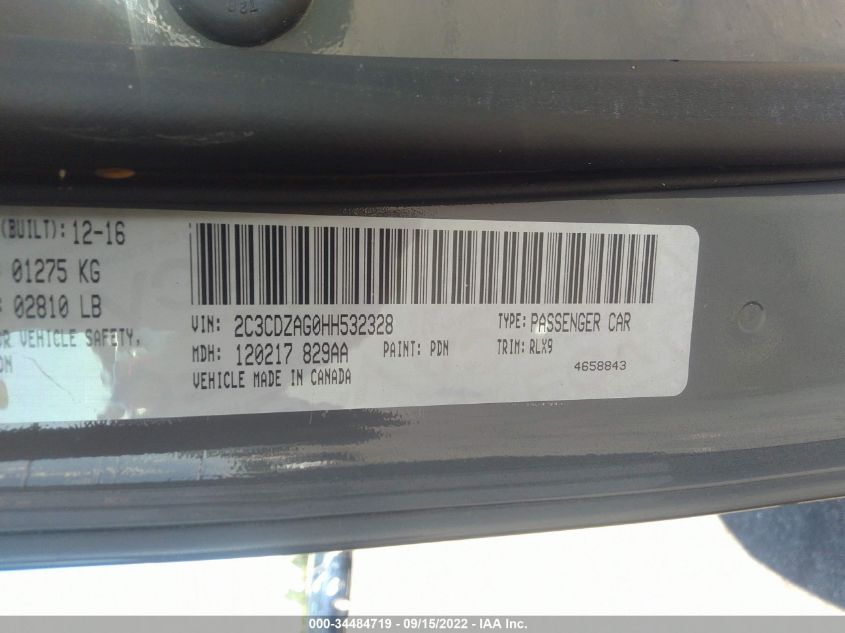 (BUILT): 12-16
01275 KG
02810 LB
VEHICLE SAFETY,
VIN: 2C3CDZAG0HH532328
TYPE: PASSENGER CAR
MDH: 120217 829AA
PAINT: PDN
TRIM: RLX9
VEHICLE MADE IN CANADA
4658843
000-34484719 - 09/15/2022 - IAA Inc.